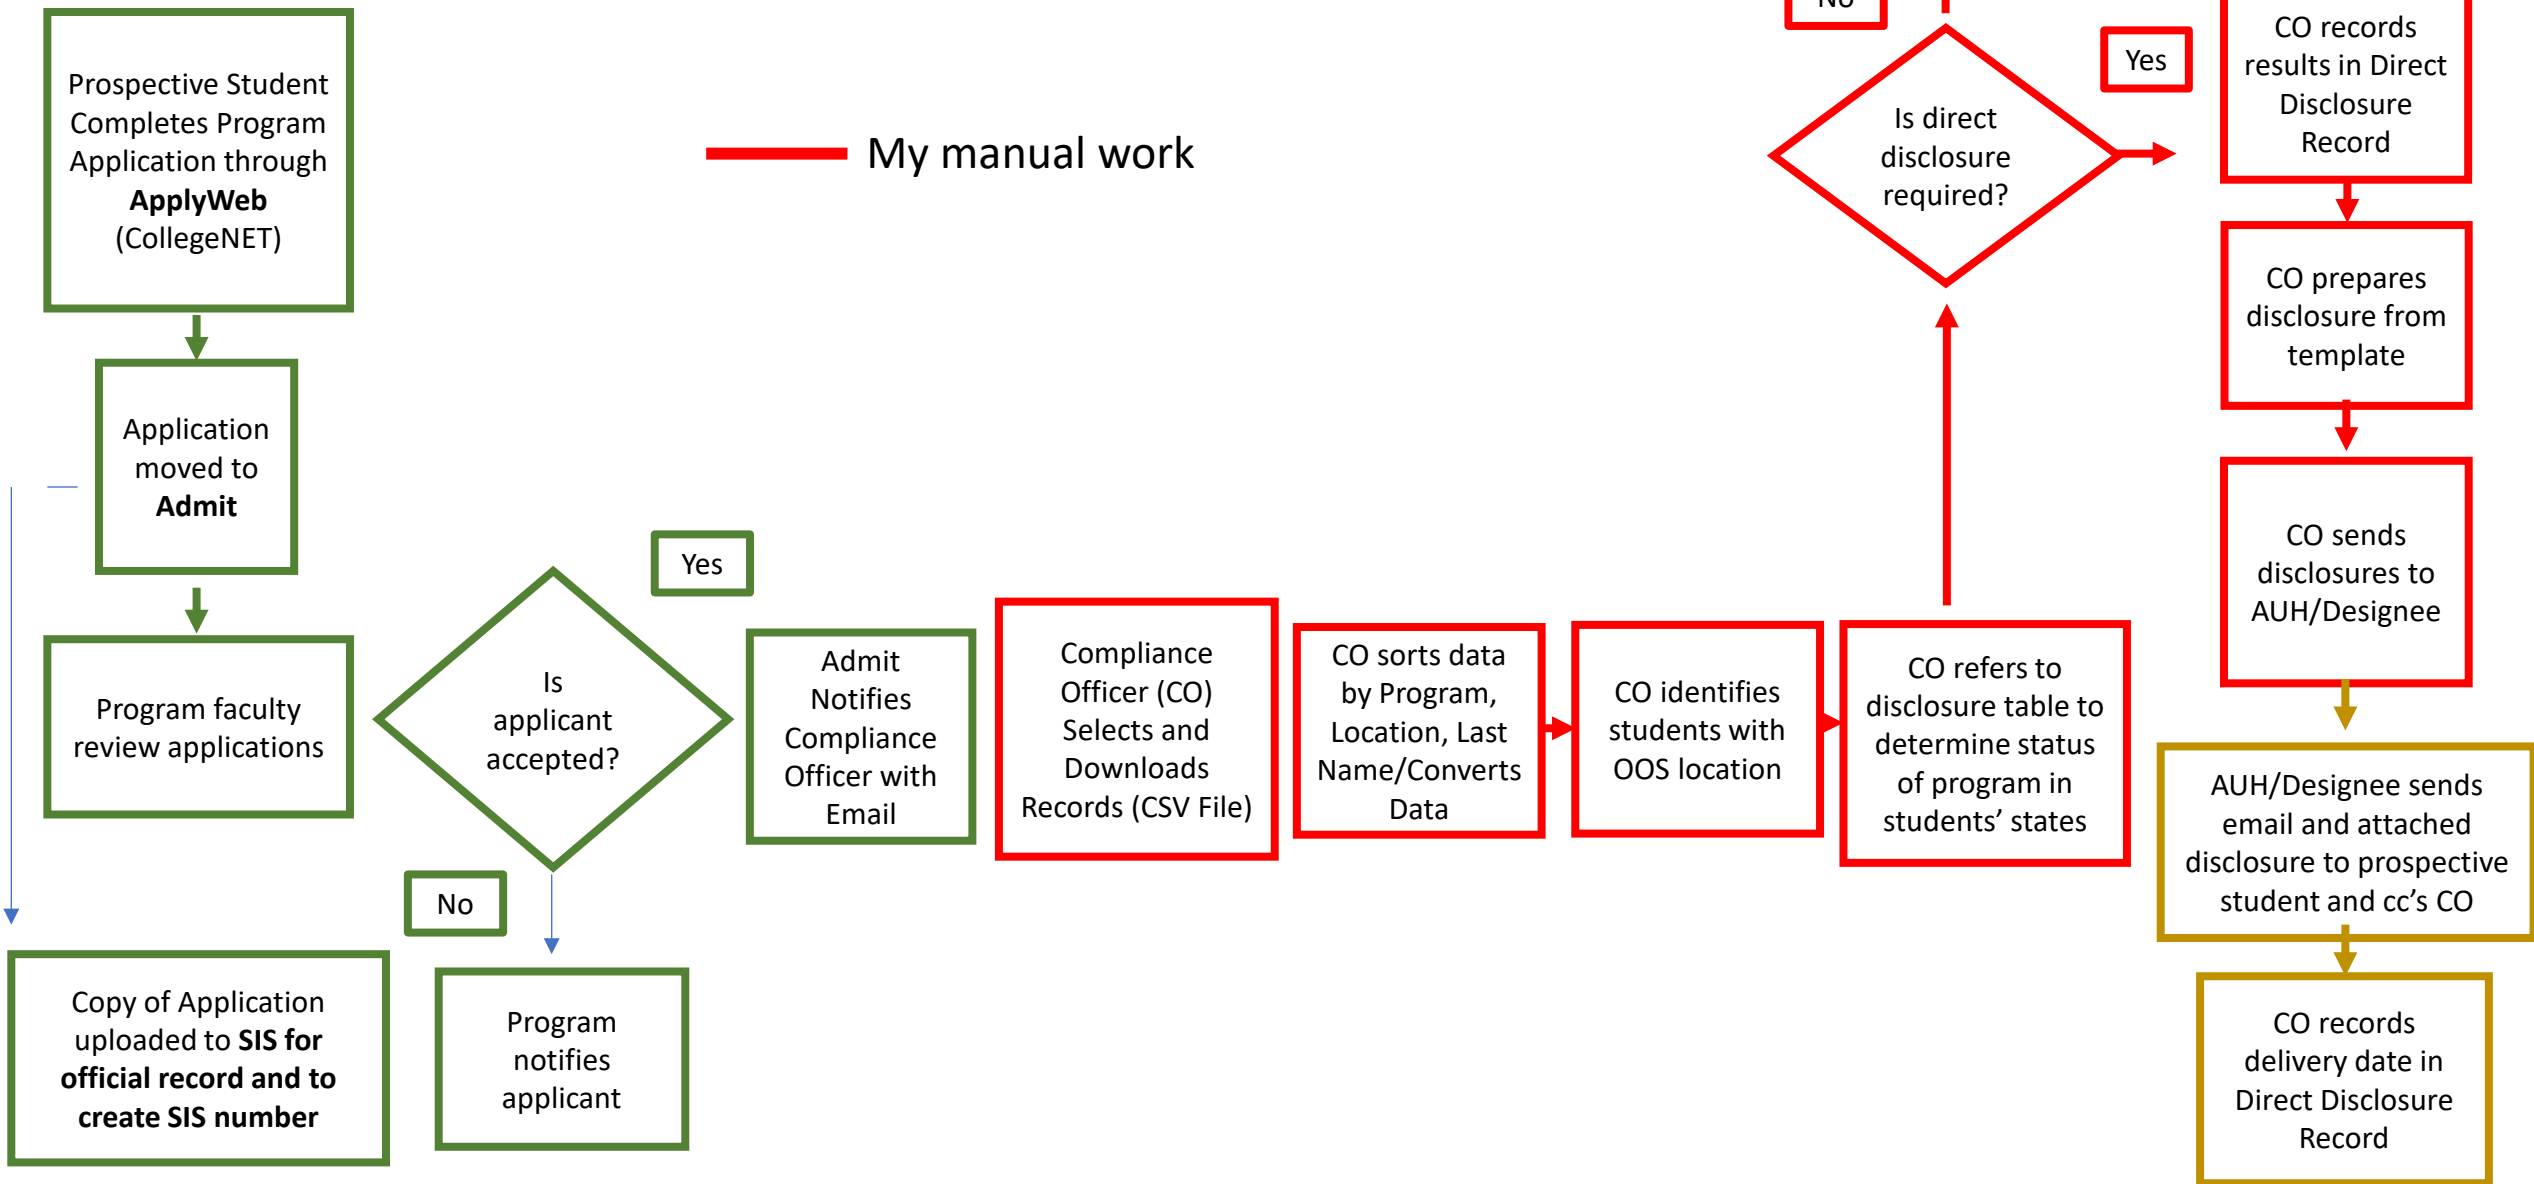 Prospective Student
Completes Program
Application through
ApplyWeb
(CollegeNET)
Application
moved to
Admit
Program faculty
review applications
Copy of Application
uploaded to SIS for
official record and to
create SIS number
Is
applicant
accepted?
Yes
No
Program
notifies
applicant
Admit
Notifies
Compliance
Officer with
Email
My manual work
Compliance
Officer (CO)
Selects and
Downloads
Records (CSV File)
CO sorts data
by Program,
Location, Last
Name/Converts
Data
CO identifies
students with
OOS location
CO refers to
disclosure table to
determine status
of program in
students' states
Is direct
disclosure
required?
No
Yes
CO records
results in Direct
Disclosure
Record
CO prepares
disclosure from
template
CO sends
disclosures to
AUH/Designee
AUH/Designee sends
email and attached
disclosure to prospective
student and cc's CO
CO records
delivery date in
Direct Disclosure
Record